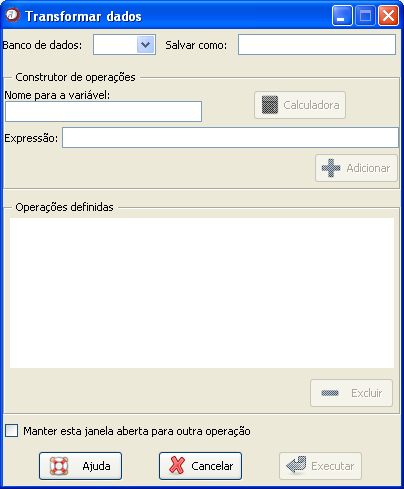 Transformar dados
Banco de dados: Salvar como:
Construtor de operações
Nome para a variável:
Calculadora
Expressão:
Adicionar
Operações definidas
Excluir
Manter esta janela aberta para outra operação
Ajuda Cancelar Executar